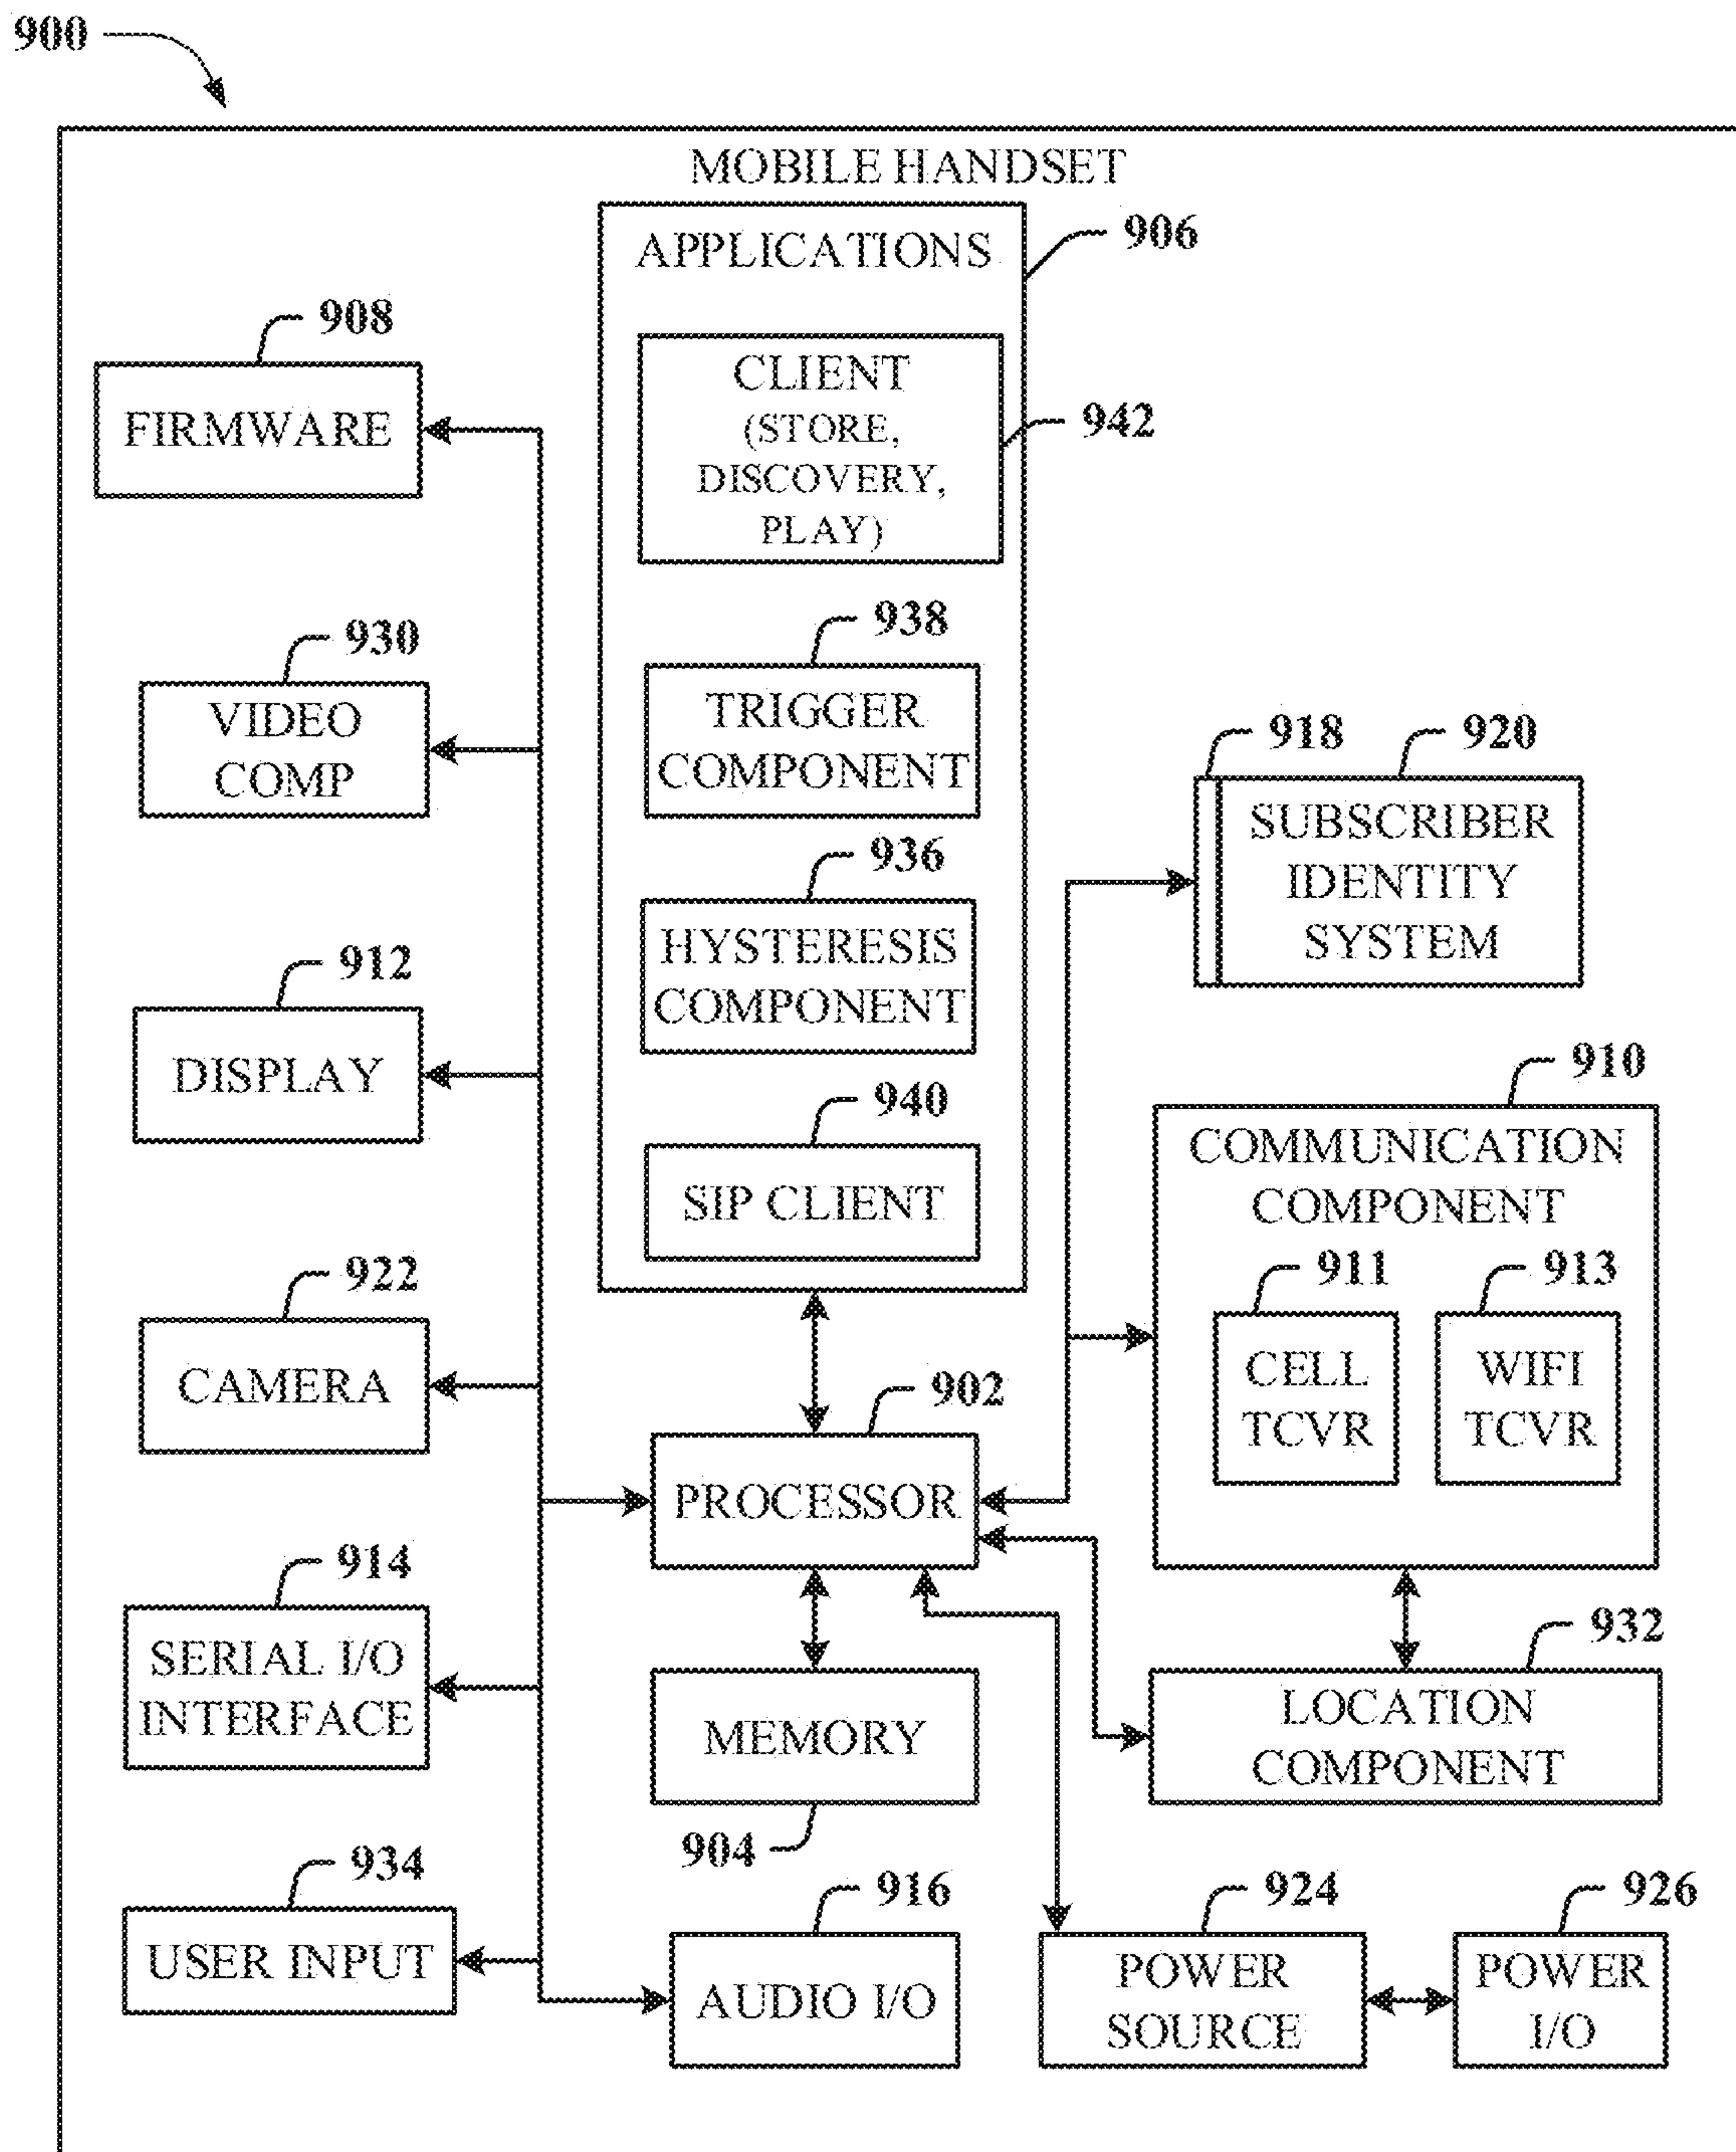 900
MOBILE HANDSET
APPLICATIONS
906
CLIENT
(STORE,
DISCOVERY,
PLAY)
942
938
TRIGGER
COMPONENT
936
HYSTERESIS
COMPONENT
940
SIP CLIENT
908
FIRMWARE
930
VIDEO
COMP
912
DISPLAY
922
CAMERA
914
SERIAL I/O
INTERFACE
934
USER INPUT
902
PROCESSOR
MEMORY
904
916
AUDIO I/O
918
920
SUBSCRIBER
IDENTITY
SYSTEM
910
COMMUNICATION
COMPONENT
911
CELL
TCVR
913
WIFI
TCVR
932
LOCATION
COMPONENT
924
POWER
SOURCE
926
POWER
I/O